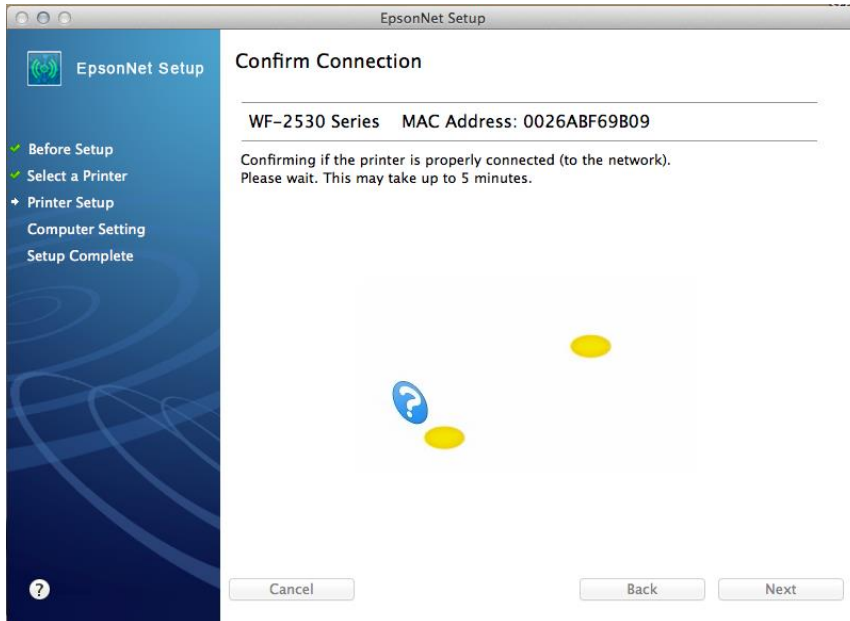 EpsonNet Setup
EpsonNet Setup
Before Setup
Select a Printer
Printer Setup
Computer Setting
Setup Complete
?
Confirm Connection
WF-2530 Series MAC Address: 0026ABF69B09
Confirming if the printer is properly connected (to the network).
Please wait. This may take up to 5 minutes.
?
Cancel Back Next